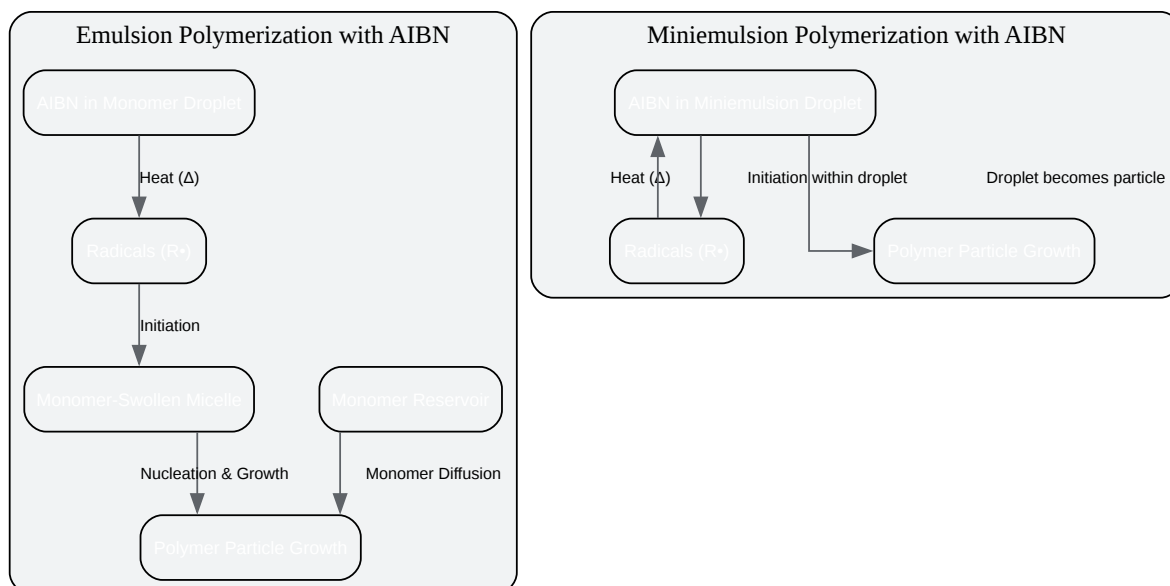 Emulsion Polymerization with AIBN
AIBN in Monomer Droplet
Heat (Δ)
Radicals (R•)
Initiation
Monomer-Swollen Micelle
Monomer Reservoir
Nucleation & Growth
Monomer Diffusion
Polymer Particle Growth
Miniemulsion Polymerization with AIBN
AIBN in Miniemulsion Droplet
Heat (Δ)
Initiation within droplet
Droplet becomes particle
Radicals (R•)
Polymer Particle Growth